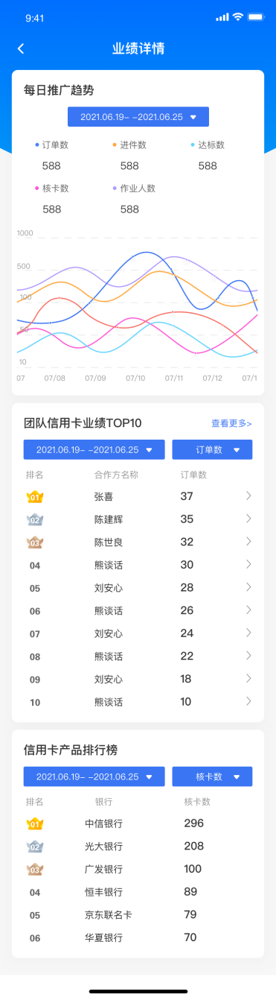 9:41
业绩详情
每日推广趋势
2021.06.19- -2021.06.25
订单数 进件数 达标数
588 588 588
核卡数 作业人数
588 588
1000
500
100
50
10
07 07/08 07/09 07/10 07/11 07/12 07/1
团队信用卡业绩TOP10 查看更多>
2021.06.19- -2021.06.25 订单数
排名 合作方名称 订单数
01 张喜 37
02 陈建辉 35
03 陈世良 32
04 熊谈话 30
05 刘安心 28
06 熊谈话 26
07 刘安心 24
08 熊谈话 22
09 刘安心 18
10 熊谈话 10
信用卡产品排行榜
2021.06.19- -2021.06.25 核卡数
排名 银行 核卡数
01 中信银行 296
02 光大银行 208
03 广发银行 100
04 恒丰银行 89
05 京东联名卡 79
06 华夏银行 70